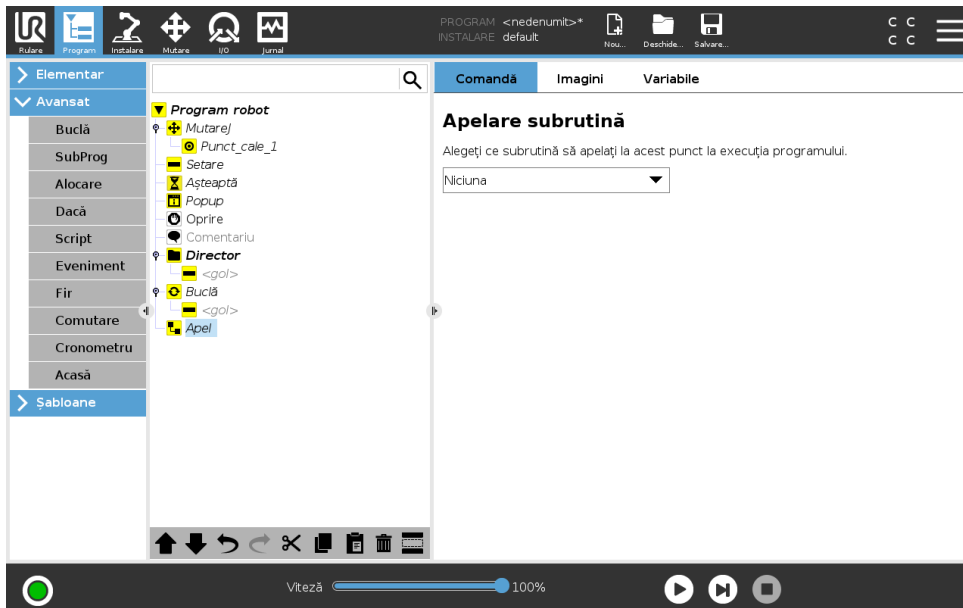 UR
Rulare
Program
Instalare
Mutare
I/O
Jurnal
PROGRAM <nedenumit>*
INSTALARE default
Nou...
Deschide...
Salvare...
C C
C C
Elementar
Avansat
Buclă
SubProg
Alocare
Dacă
Script
Eveniment
Fir
Comutare
Cronometru
Acasă
Șabloane
Program robot
MutareJ
Punct_cale_1
Setare
Așteaptă
Popup
Oprire
Comentariu
Director
<gol>
Buclă
<gol>
Apel
Comandă
Imagini
Variabile
Apelare subrutină
Alegeți ce subrutină să apelați la acest punct la execuția programului.
Niciuna
Viteză
100%